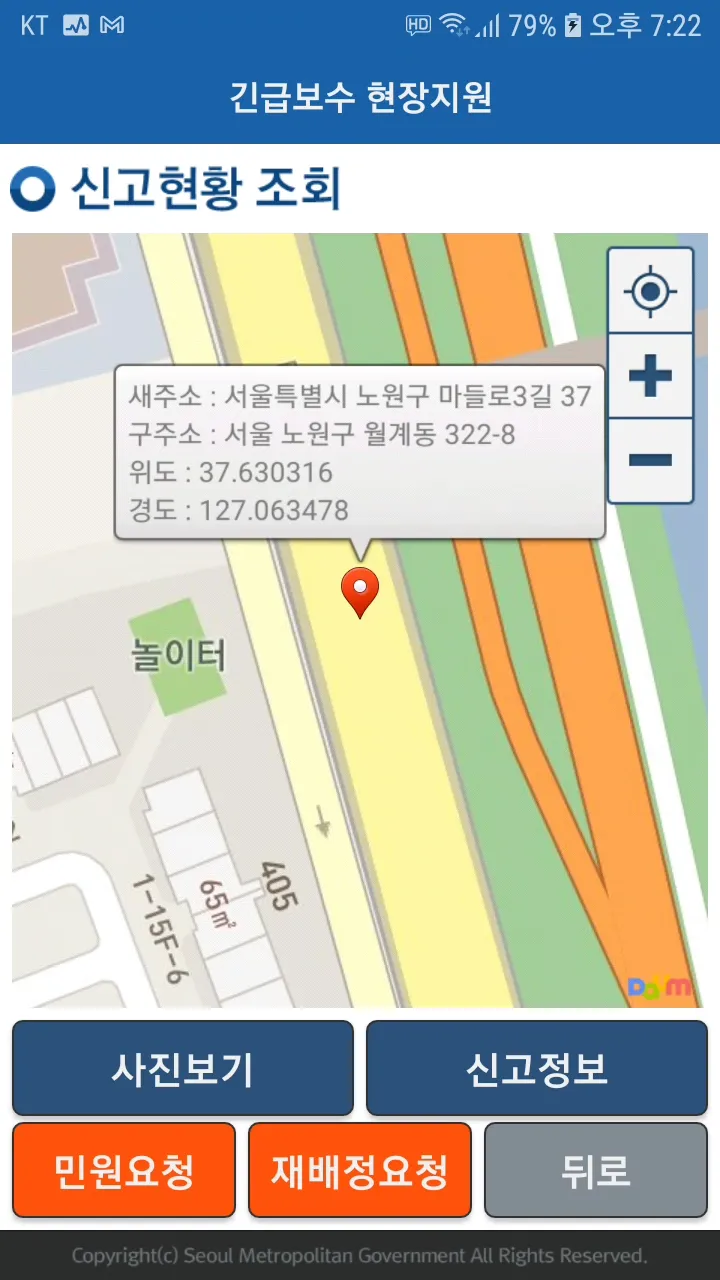 KT HD 79% 오후 7:22
긴급보수 현장지원
신고현황 조회
새주소 : 서울특별시 노원구 마들로3길 37
구주소 : 서울 노원구 월계동 322-8
위도 : 37.630316
경도 : 127.063478
놀이터
405
65㎡
1-15F-6
Daum
사진보기 신고정보
민원요청 재배정요청 뒤로
Copyright(c) Seoul Metropolitan Government All Rights Reserved.